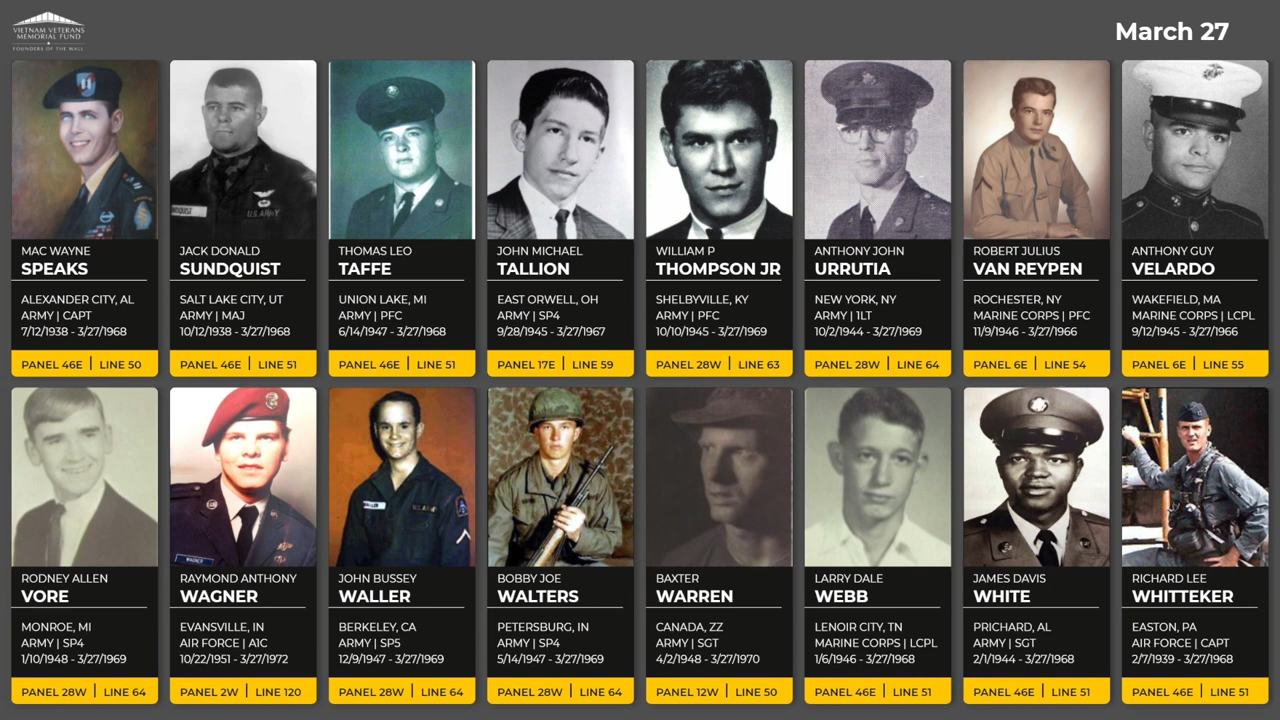 VIETNAM VETERANS
MEMORIAL FUND
FOUNDERS OF THE WALL
March 27
MAC WAYNE
SPEAKS
ALEXANDER CITY, AL
ARMY | CAPT
7/12/1938 - 3/27/1968
PANEL 46E | LINE 50
JACK DONALD
SUNDQUIST
SALT LAKE CITY, UT
ARMY | MAJ
10/12/1938 - 3/27/1968
PANEL 46E | LINE 51
U.S. ARMY
THOMAS LEO
TAFFE
UNION LAKE, MI
ARMY | PFC
6/14/1947 - 3/27/1968
PANEL 46E | LINE 51
JOHN MICHAEL
TALLION
EAST ORWELL, OH
ARMY | SP4
9/28/1945 - 3/27/1967
PANEL 17E | LINE 59
WILLIAM P
THOMPSON JR
SHELBYVILLE, KY
ARMY | PFC
10/10/1945 - 3/27/1969
PANEL 28W | LINE 63
ANTHONY JOHN
URRUTIA
NEW YORK, NY
ARMY | 1LT
10/2/1944 - 3/27/1969
PANEL 28W | LINE 64
ROBERT JULIUS
VAN REYPEN
ROCHESTER, NY
MARINE CORPS | PFC
11/9/1946 - 3/27/1966
PANEL 6E | LINE 54
ANTHONY GUY
VELARDO
WAKEFIELD, MA
MARINE CORPS | LCPL
9/12/1945 - 3/27/1966
PANEL 6E | LINE 55
RODNEY ALLEN
VORE
MONROE, MI
ARMY | SP4
1/10/1948 - 3/27/1969
PANEL 28W | LINE 64
WAGNER
RAYMOND ANTHONY
WAGNER
EVANSVILLE, IN
AIR FORCE | A1C
10/22/1951 - 3/27/1972
PANEL 2W | LINE 120
JOHN BUSSEY
WALLER
BERKELEY, CA
ARMY | SP5
12/9/1947 - 3/27/1969
PANEL 28W | LINE 64
BOBBY JOE
WALTERS
PETERSBURG, IN
ARMY | SP4
5/14/1947 - 3/27/1969
PANEL 28W | LINE 64
BAXTER
WARREN
CANADA, ZZ
ARMY | SGT
4/2/1948 - 3/27/1970
PANEL 12W | LINE 50
LARRY DALE
WEBB
LENOIR CITY, TN
MARINE CORPS | LCPL
1/6/1946 - 3/27/1968
PANEL 46E | LINE 51
JAMES DAVIS
WHITE
PRICHARD, AL
ARMY | SGT
2/1/1944 - 3/27/1968
PANEL 46E | LINE 51
RICHARD LEE
WHITTEKER
EASTON, PA
AIR FORCE | CAPT
2/7/1939 - 3/27/1968
PANEL 46E | LINE 51